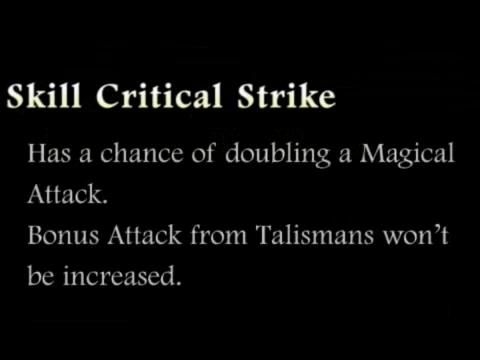 Skill Critical Strike
Has a chance of doubling a Magical
Attack.
Bonus Attack from Talismans won't
be increased.